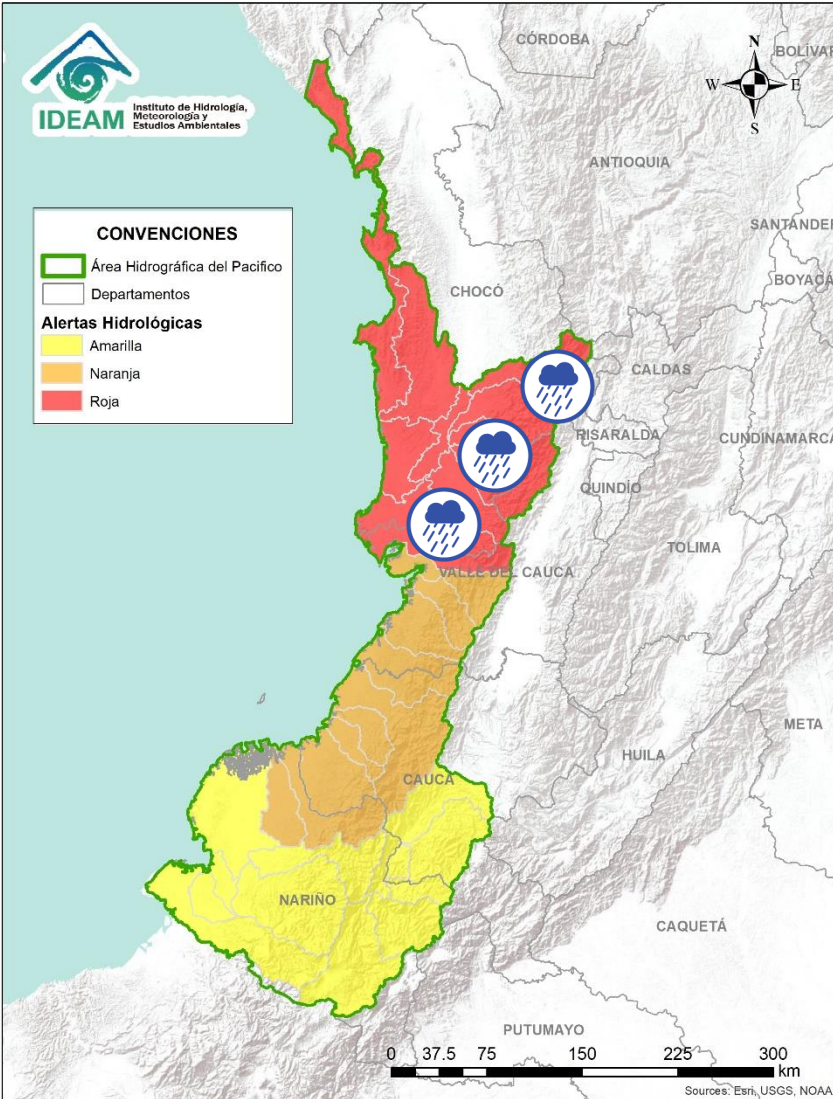 IDEAM
Instituto de Hidrología,
Meteorología y
Estudios Ambientales
CÓRDOBA
BOLÍVAR
N
W
E
S
ANTIOQUIA
SANTANDER
BOYACÁ
CONVENCIONES
Área Hidrográfica del Pacifico
Departamentos
Alertas Hidrológicas
Amarilla
Naranja
Roja
CHOCÓ
CALDAS
RISARALDA
CUNDINAMARCA
QUINDÍO
TOLIMA
VALLE DEL CAUCA
META
HUILA
CAUCA
NARIÑO
CAQUETÁ
PUTUMAYO
0 37.5 75 150 225 300
km
Sources: Esri, USGS, NOAA